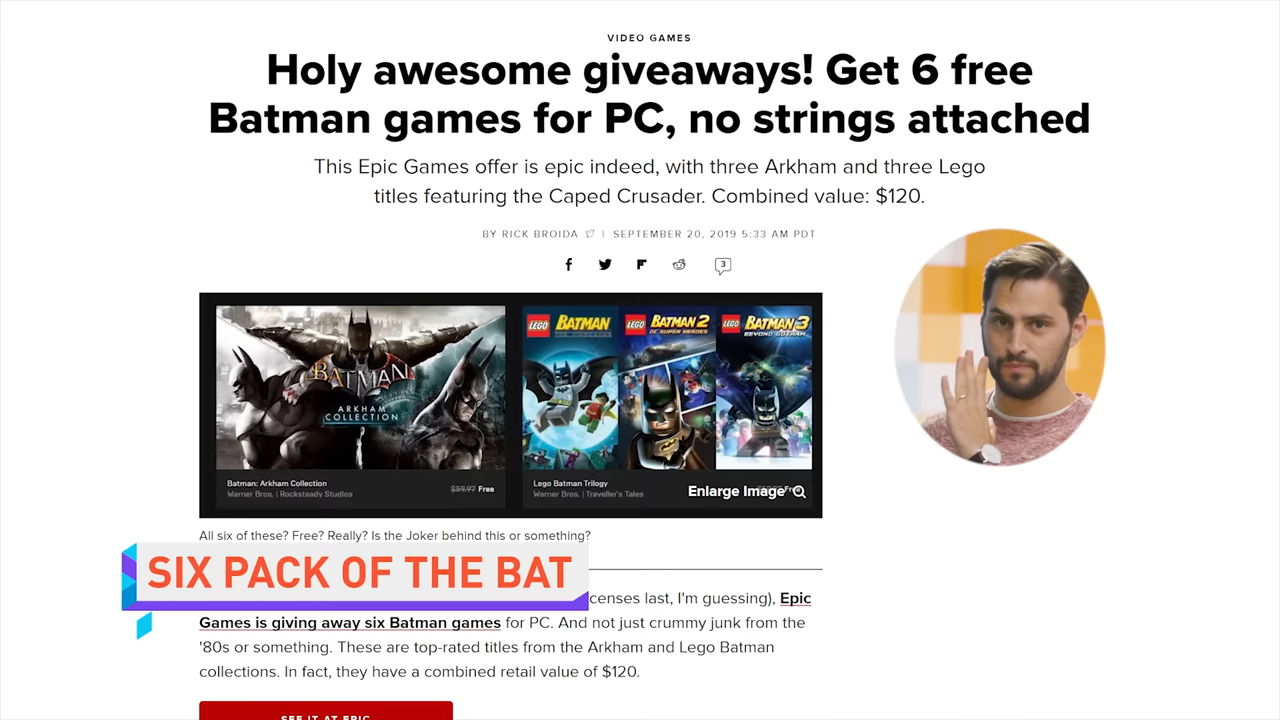 VIDEO GAMES
Holy awesome giveaways! Get 6 free
Batman games for PC, no strings attached
This Epic Games offer is epic indeed, with three Arkham and three Lego
titles featuring the Caped Crusader. Combined value: $120.
BY RICK BROIDA | SEPTEMBER 20, 2019 5:33 AM PDT
3
BATMAN
ARKHAM
COLLECTION
LEGO BATMAN
LEGO BATMAN 2
DC SUPER HEROES
LEGO BATMAN 3
BEYOND GOTHAM
Batman: Arkham Collection
Warner Bros. | Rocksteady Studios
$59.97 Free
Lego Batman Trilogy
Warner Bros. | Traveller's Tales
Enlarge Image
All six of these? Free? Really? Is the Joker behind this or something?
SIX PACK OF THE BAT
censes last, I'm guessing), Epic
Games is giving away six Batman games for PC. And not just crummy junk from the
'80s or something. These are top-rated titles from the Arkham and Lego Batman
collections. In fact, they have a combined retail value of $120.
SEE IT AT EPIC